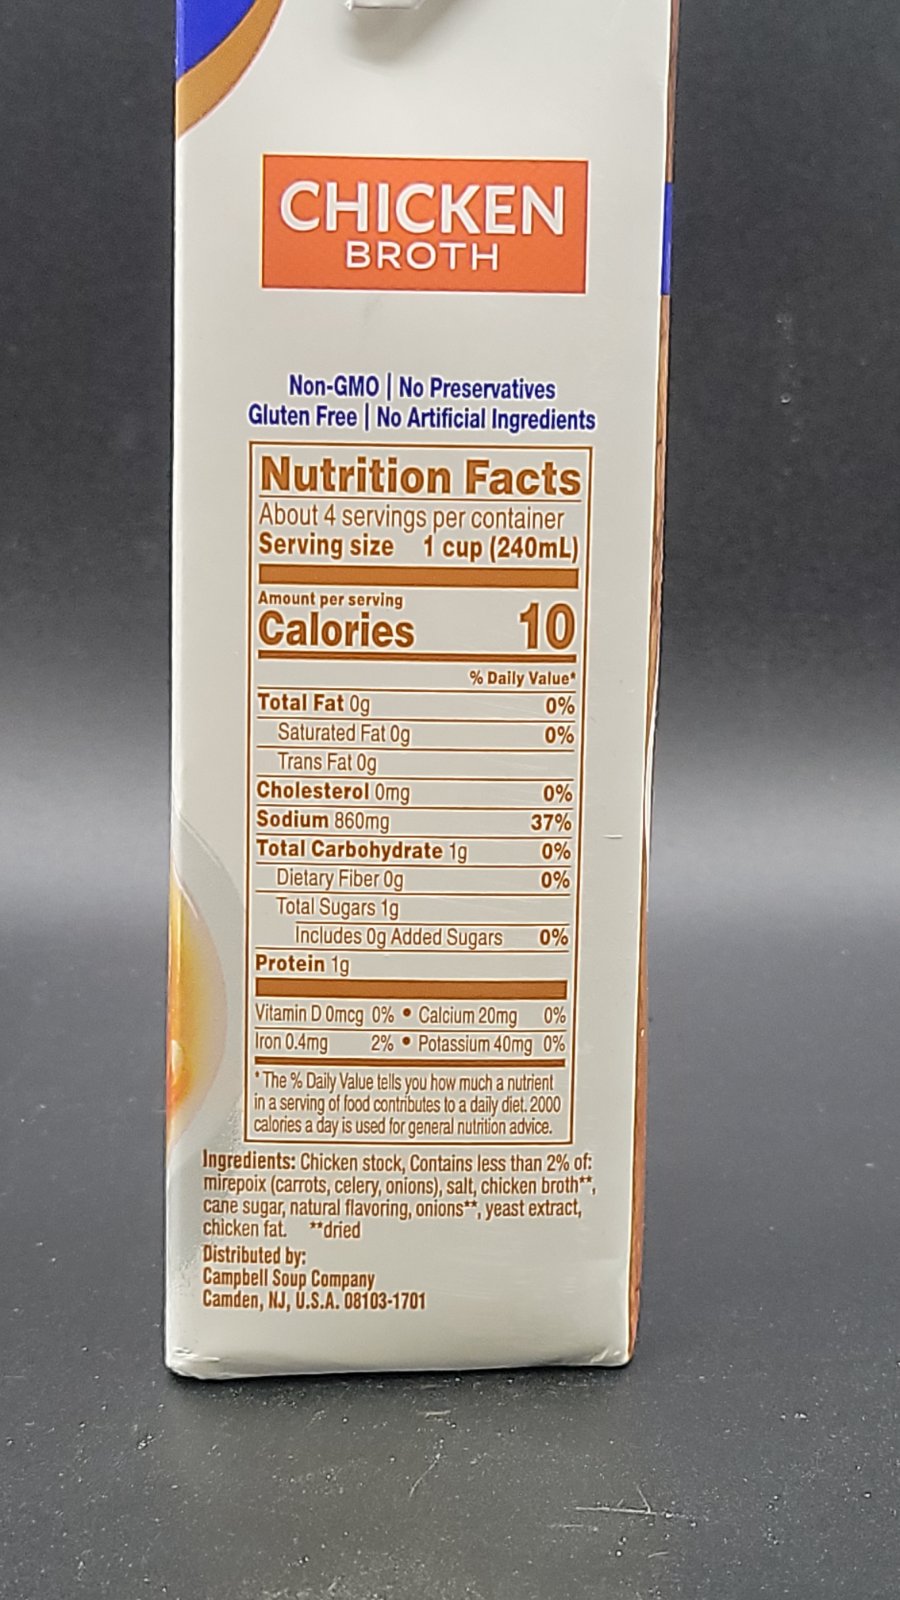 CHICKEN
BROTH
Non-GMO | No Preservatives
Gluten Free | No Artificial Ingredients
Nutrition Facts
About 4 servings per container
Serving size 1 cup (240mL)
Amount per serving
Calories 10
% Daily Value*
Total Fat 0g 0%
Saturated Fat 0g 0%
Trans Fat 0g
Cholesterol 0mg 0%
Sodium 860mg 37%
Total Carbohydrate 1g 0%
Dietary Fiber 0g 0%
Total Sugars 1g
Includes 0g Added Sugars 0%
Protein 1g
Vitamin D 0mcg 0% • Calcium 20mg 0%
Iron 0.4mg 2% • Potassium 40mg 0%
*The % Daily Value tells you how much a nutrient
in a serving of food contributes to a daily diet. 2000
calories a day is used for general nutrition advice.
Ingredients: Chicken stock, Contains less than 2% of:
mirepoix (carrots, celery, onions), salt, chicken broth**,
cane sugar, natural flavoring, onions**, yeast extract,
chicken fat. **dried
Distributed by:
Campbell Soup Company
Camden, NJ, U.S.A. 08103-1701